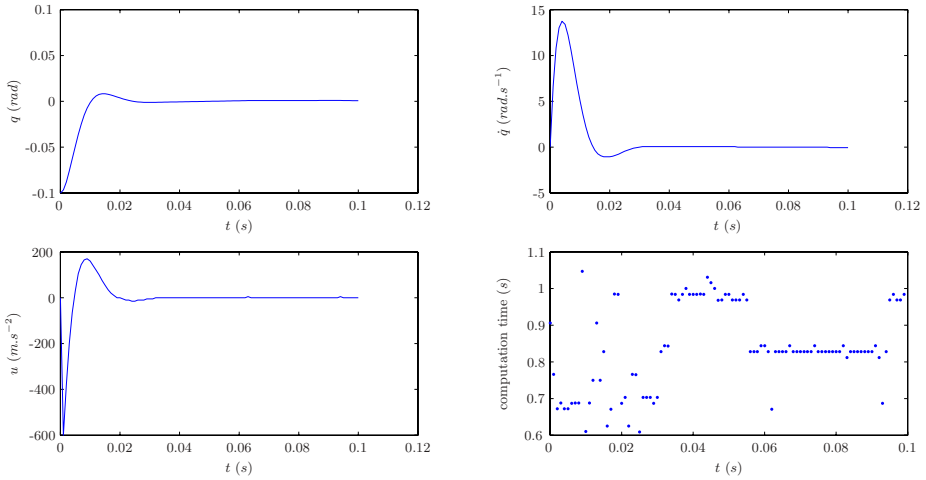 0.1
0.05
0
-0.05
-0.1
q (rad)
0 0.02 0.04 0.06 0.08 0.1 0.12
t (s)
15
10
5
0
-5
q̇ (rad.s⁻¹)
0 0.02 0.04 0.06 0.08 0.1 0.12
t (s)
200
0
-200
-400
-600
u (m.s⁻²)
0 0.02 0.04 0.06 0.08 0.1 0.12
t (s)
1.1
1
0.9
0.8
0.7
0.6
computation time (s)
0 0.02 0.04 0.06 0.08 0.1
t (s)